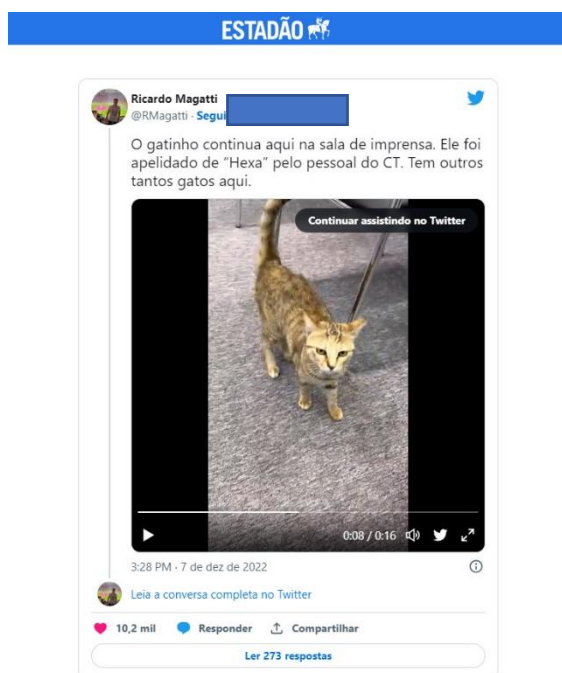 ESTADÃO
Ricardo Magatti
@RMagatti · Segui
O gatinho continua aqui na sala de imprensa. Ele foi
apelidado de "Hexa" pelo pessoal do CT. Tem outros
tantos gatos aqui.
Continuar assistindo no Twitter
0:08 / 0:16
3:28 PM · 7 de dez de 2022
Leia a conversa completa no Twitter
10,2 mil Responder Compartilhar
Ler 273 respostas